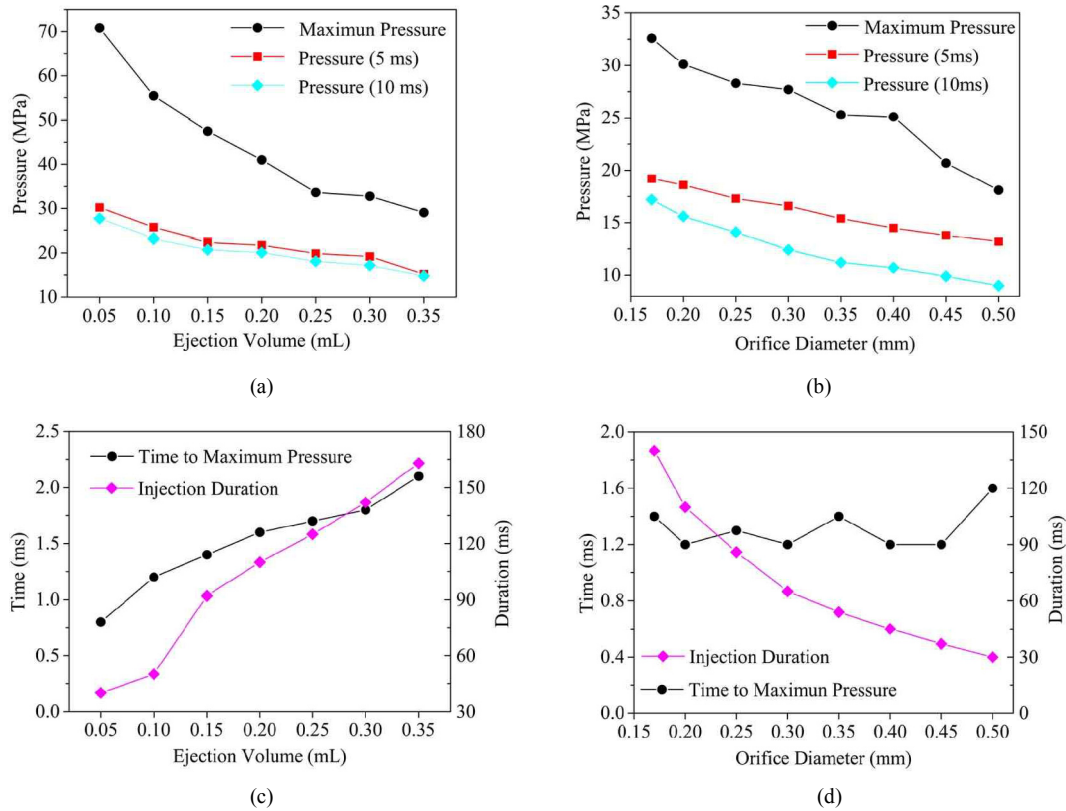 70
60
50
40
30
20
10
Pressure (MPa)
Maximun Pressure
Pressure (5 ms)
Pressure (10 ms)
0.05 0.10 0.15 0.20 0.25 0.30 0.35
Ejection Volume (mL)
(a)
35
30
25
20
15
10
Pressure (MPa)
Maximum Pressure
Pressure (5ms)
Pressure (10ms)
0.15 0.20 0.25 0.30 0.35 0.40 0.45 0.50
Orifice Diameter (mm)
(b)
2.5
2.0
1.5
1.0
0.5
0.0
Time (ms)
Time to Maximum Pressure
Injection Duration
180
150
120
90
60
30
Duration (ms)
0.05 0.10 0.15 0.20 0.25 0.30 0.35
Ejection Volume (mL)
(c)
2.0
1.6
1.2
0.8
0.4
0.0
Time (ms)
Injection Duration
Time to Maximun Pressure
150
120
90
60
30
0
Duration (ms)
0.15 0.20 0.25 0.30 0.35 0.40 0.45 0.50
Orifice Diameter (mm)
(d)